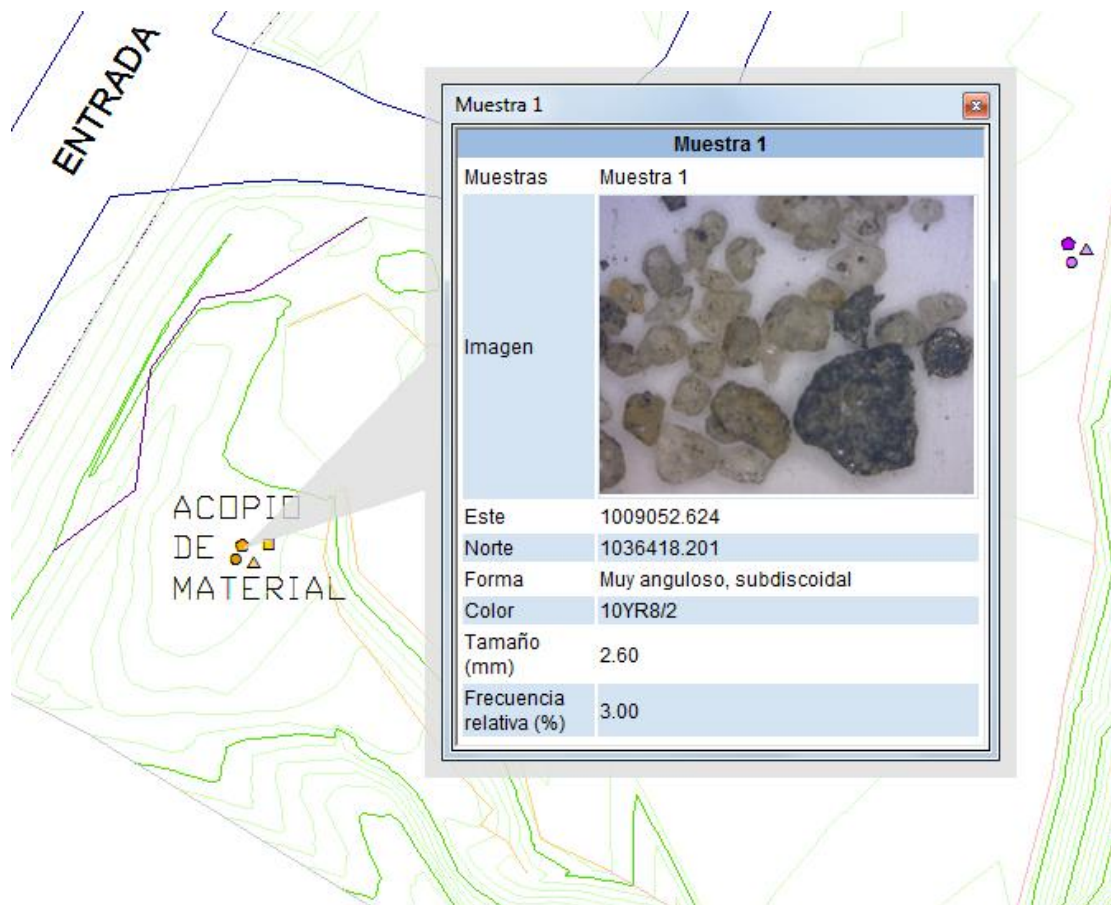 ENTRADA
Muestra 1
Muestra 1
Muestras Muestra 1
Imagen
Este 1009052.624
Norte 1036418.201
Forma Muy anguloso, subdiscoidal
Color 10YR8/2
Tamaño
(mm) 2.60
Frecuencia
relativa (%) 3.00
ACOPIO
DE
MATERIAL